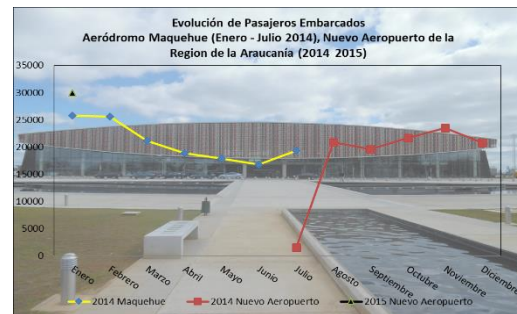 Evolución de Pasajeros Embarcados
Aeródromo Maquehue (Enero - Julio 2014), Nuevo Aeropuerto de la
Region de la Araucanía (2014 2015)
35000
30000
25000
20000
15000
10000
5000
0
Enero
Febrero
Marzo
Abril
Mayo
Junio
Julio
Agosto
Septiembre
Octubre
Noviembre
Diciembre
2014 Maquehue
2014 Nuevo Aeropuerto
2015 Nuevo Aeropuerto